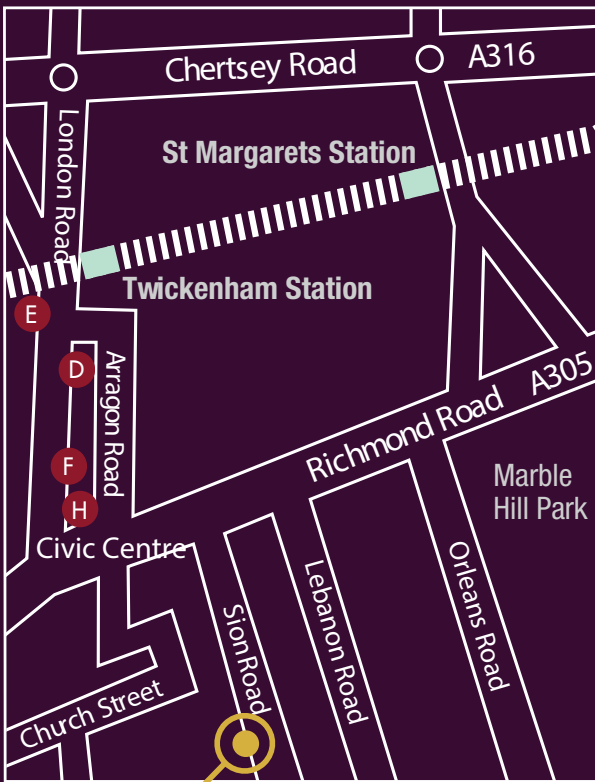 Chertsey Road
A316
London Road
St Margarets Station
Twickenham Station
E
D
Arragon Road
A305
Richmond Road
F
H
Marble
Hill Park
Civic Centre
Orleans Road
Lebanon Road
Sion Road
Church Street